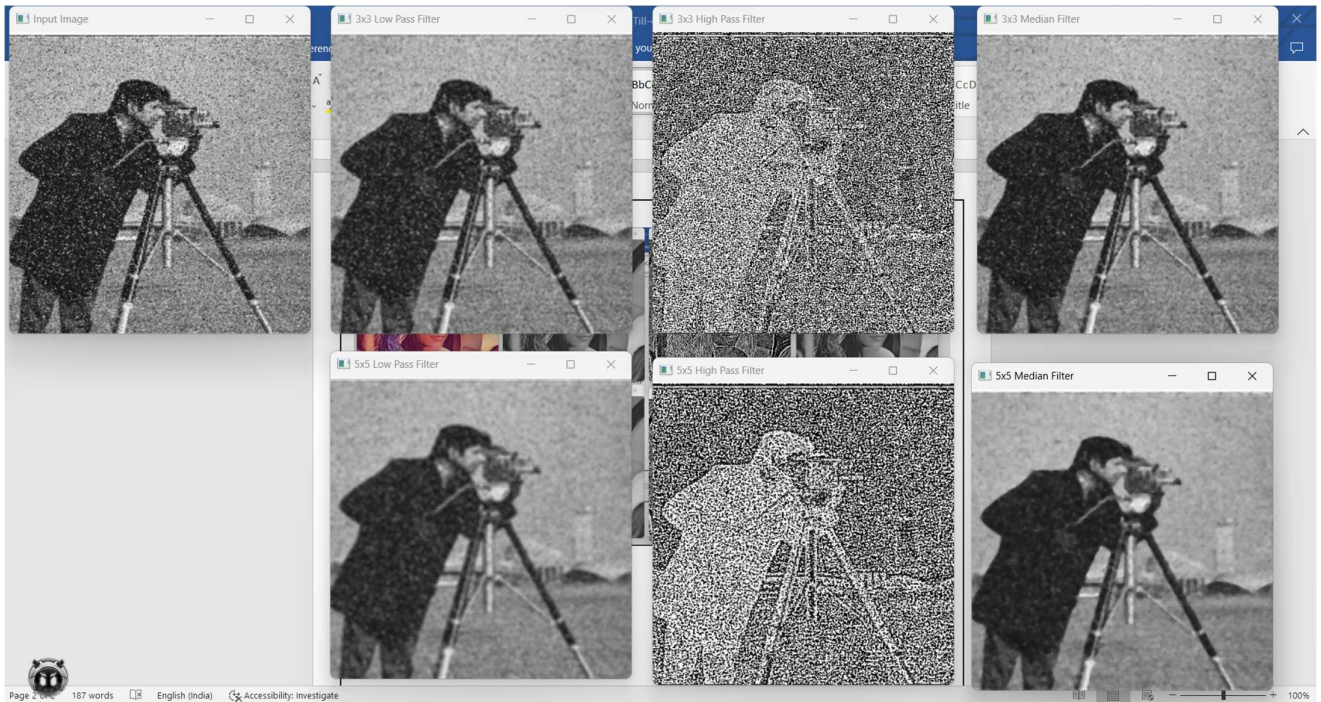 Input Image
3x3 Low Pass Filter
3x3 High Pass Filter
3x3 Median Filter
5x5 Low Pass Filter
5x5 High Pass Filter
5x5 Median Filter
187 words
English (India)
Accessibility: Investigate
100%